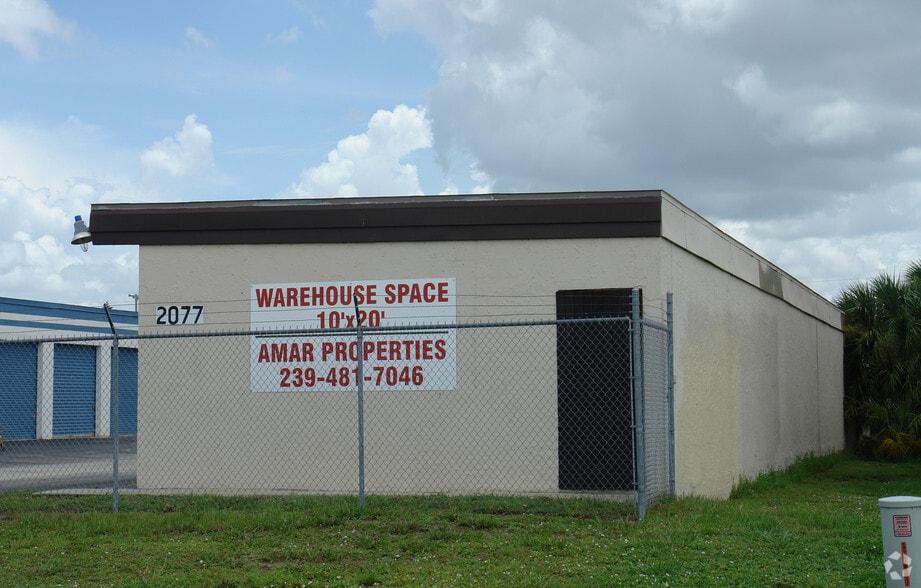 2077
WAREHOUSE SPACE
10'x20'
AMAR PROPERTIES
239-481-7046